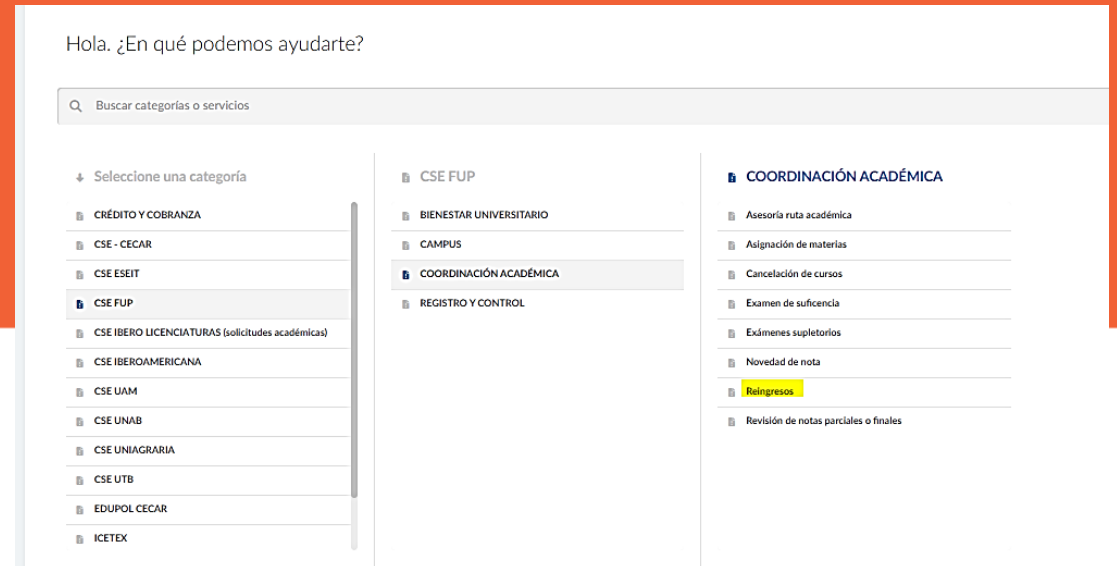 Hola. ¿En qué podemos ayudarte?
Buscar categorías o servicios
Seleccione una categoría
CRÉDITO Y COBRANZA
CSE - CECAR
CSE ESEIT
CSE FUP
CSE IBERO LICENCIATURAS (solicitudes académicas)
CSE IBEROAMERICANA
CSE UAM
CSE UNAB
CSE UNIAGRARIA
CSE UTB
EDUPOL CECAR
ICETEX
CSE FUP
BIENESTAR UNIVERSITARIO
CAMPUS
COORDINACIÓN ACADÉMICA
REGISTRO Y CONTROL
COORDINACIÓN ACADÉMICA
Asesoría ruta académica
Asignación de materias
Cancelación de cursos
Examen de suficencia
Exámenes supletorios
Novedad de nota
Reingresos
Revisión de notas parciales o finales